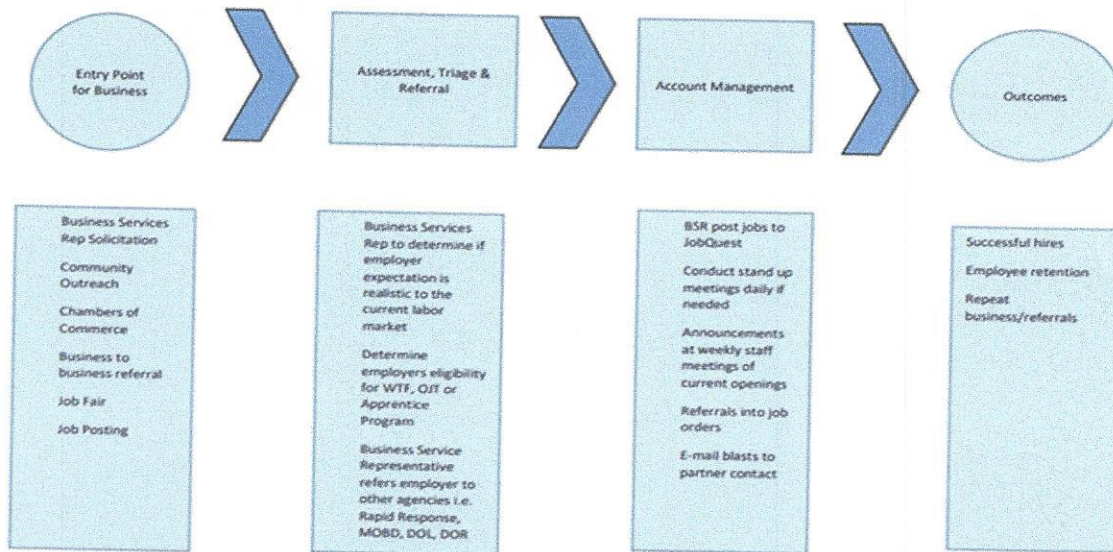 Entry Point
for Business
Assessment, Triage &
Referral
Account Management
Outcomes
Business Services
Rep Solicitation
Community
Outreach
Chambers of
Commerce
Business to
business referral
Job Fair
Job Posting
Business Services
Rep to determine if
employer
expectation is
realistic to the
current labor
market
Determine
employers eligibility
for WTF, OJT or
Apprentice
Program
Business Service
Representative
refers employer to
other agencies i.e.
Rapid Response,
MOBD, DOL, DOR
BSR post jobs to
JobQuest
Conduct stand up
meetings daily if
needed
Announcements
at weekly staff
meetings of
current openings
Referrals into job
orders
E-mail blasts to
partner contact
Successful hires
Employee retention
Repeat
business/referrals